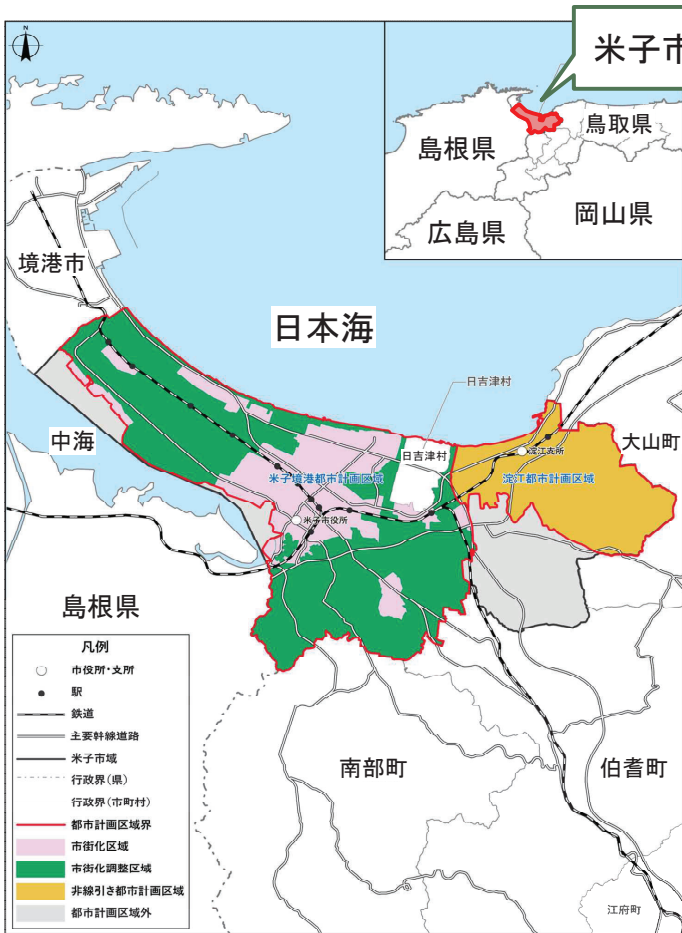 米子市
鳥取県
島根県
岡山県
広島県
境港市
日本海
日吉津村
中海
日吉津村
大山町
淀江支所
米子境港都市計画区域
淀江都市計画区域
米子市役所
島根県
凡例
市役所・支所
駅
鉄道
主要幹線道路
米子市域
行政界(県)
行政界(市町村)
都市計画区域界
市街化区域
市街化調整区域
非線引き都市計画区域
都市計画区域外
南部町
伯耆町
江府町